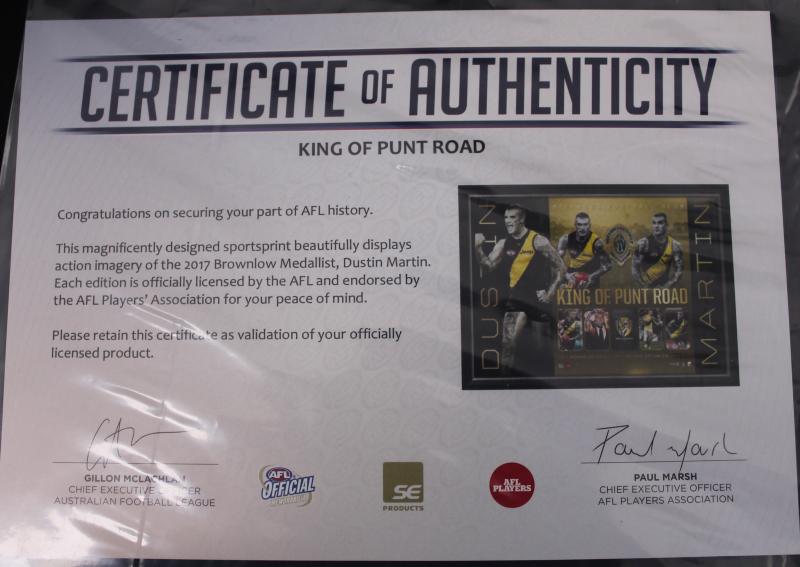 CERTIFICATE OF AUTHENTICITY
KING OF PUNT ROAD
Congratulations on securing your part of AFL history.
This magnificently designed sportsprint beautifully displays
action imagery of the 2017 Brownlow Medallist, Dustin Martin.
Each edition is officially licensed by the AFL and endorsed by
the AFL Players' Association for your peace of mind.
Please retain this certificate as validation of your officially
licensed product.
DUSTIN
MARTIN
KING OF PUNT ROAD
GILLON MCLACHLAN
CHIEF EXECUTIVE OFFICER
AUSTRALIAN FOOTBALL LEAGUE
AFL
OFFICIAL
MEMORABILIA
SE
PRODUCTS
AFL
PLAYERS
Paul Marsh
PAUL MARSH
CHIEF EXECUTIVE OFFICER
AFL PLAYERS ASSOCIATION